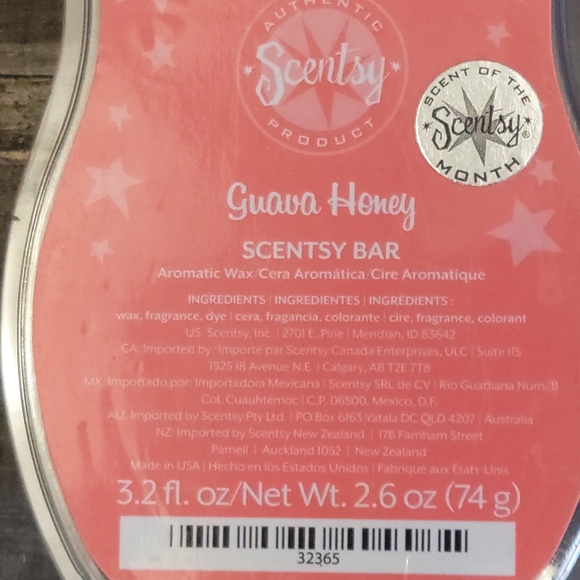 AUTHENTIC
Scentsy
PRODUCT
SCENT OF THE
Scentsy®
MONTH
Guava Honey
SCENTSY BAR
Aromatic Wax/Cera Aromática/Cire Aromatique
INGREDIENTS | INGREDIENTES | INGRÉDIENTS :
wax, fragrance, dye | cera, fragancia, colorante | cire, fragrance, colorant
US: Scentsy, Inc. | 2701 E. Pine | Meridian, ID 83642
CA: Imported by/Importé par Scentsy Canada Enterprises, ULC | Suite 115
1925 18 Avenue N.E. | Calgary, AB T2E 7T8
MX: Importado por: Importadora Mexicana | Scentsy SRL de CV | Río Guadiana Num. 11
Col. Cuauhtemoc | C.P. 06500, México, D.F.
AU: Imported by Scentsy Pty Ltd. | PO Box 6163 Yatala DC QLD 4207 | Australia
NZ: Imported by Scentsy New Zealand | 17B Farnham Street
Parnell | Auckland 1052 | New Zealand
Made in USA | Hecho en los Estados Unidos | Fabriqué aux États-Unis
3.2 fl. oz/Net Wt. 2.6 oz (74 g)
32365